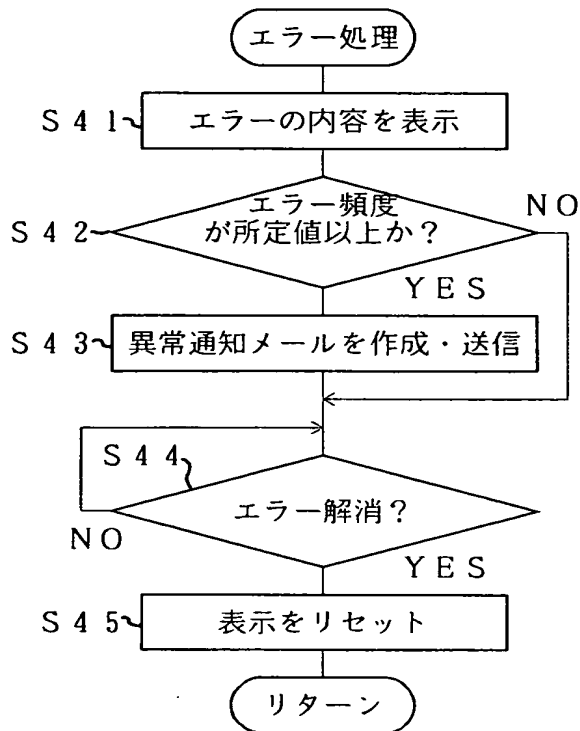 エラー処理
S41
エラーの内容を表示
エラー頻度
が所定値以上か?
S42
NO
YES
S43
異常通知メールを作成・送信
S44
エラー解消?
NO
YES
S45
表示をリセット
リターン